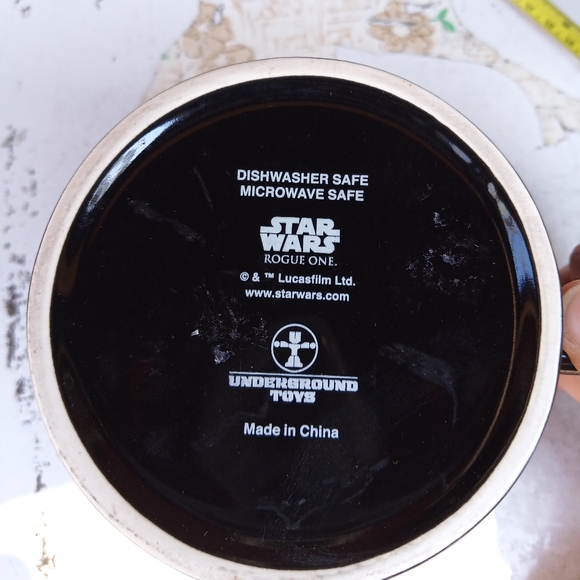 DISHWASHER SAFE
MICROWAVE SAFE
STAR
WARS
ROGUE ONE.
© & ™ Lucasfilm Ltd.
www.starwars.com
U
UNDERGROUND
TOYS
Made in China